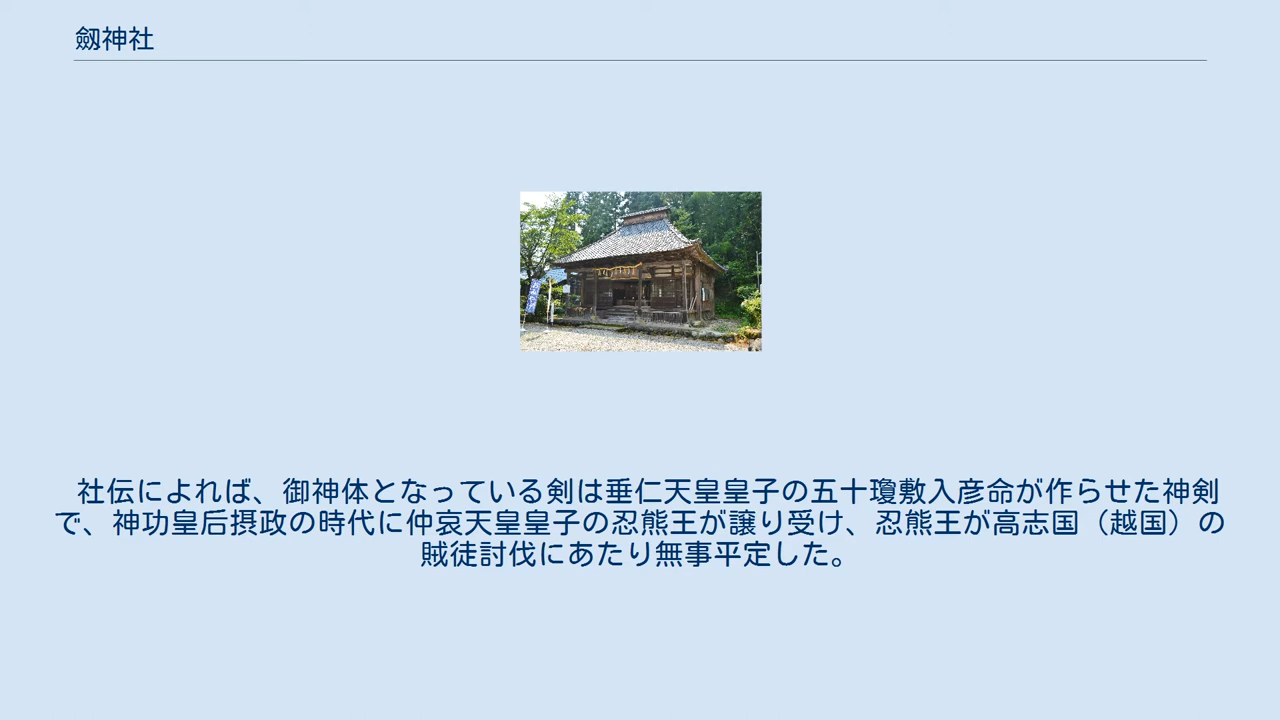 劔神社
社伝によれば、御神体となっている剣は垂仁天皇皇子の五十瓊敷入彦命が作らせた神剣
で、神功皇后摂政の時代に仲哀天皇皇子の忍熊王が譲り受け、忍熊王が高志国（越国）の
賊徒討伐にあたり無事平定した。